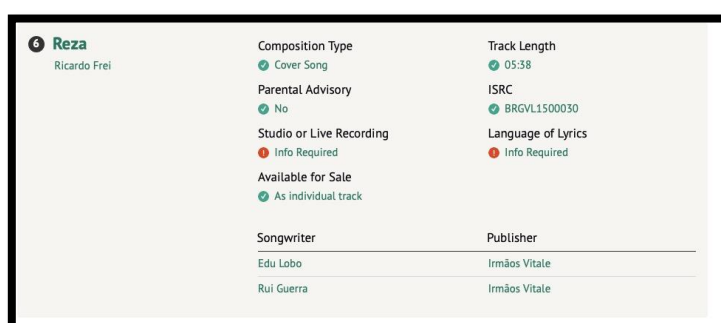 6 Reza
Ricardo Frei
Composition Type
Cover Song
Track Length
05:38
Parental Advisory
No
ISRC
BRGVL1500030
Studio or Live Recording
Info Required
Language of Lyrics
Info Required
Available for Sale
As individual track
Songwriter Publisher
Edu Lobo Irmãos Vitale
Rui Guerra Irmãos Vitale